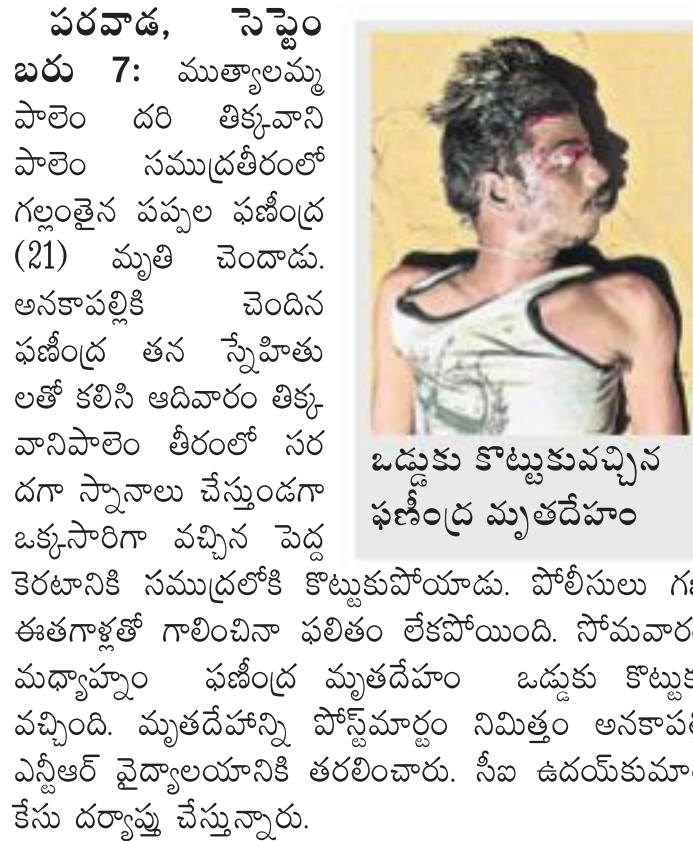 పరవాడ, సెప్టెం
బరు 7: ముత్యాలమ్మ
పాలెం దరి తిక్కవాని
పాలెం సముద్రతీరంలో
గల్లంతైన పప్పల ఫణీంద్ర
(21) మృతి చెందాడు.
అనకాపల్లికి చెందిన
ఫణీంద్ర తన స్నేహితు
లతో కలిసి ఆదివారం తిక్క
వానిపాలెం తీరంలో సర
దగా స్నానాలు చేస్తుండగా
ఒక్కసారిగా వచ్చిన పెద్ద
కెరటానికి సముద్రలోకి కొట్టుకుపోయాడు. పోలీసులు
ఈతగాళ్లతో గాలించినా ఫలితం లేకపోయింది. సోమవారం
మధ్యాహ్నం ఫణీంద్ర మృతదేహం ఒడ్డుకు కొట్టుకు
వచ్చింది. మృతదేహాన్ని పోస్ట్‌మార్టం నిమిత్తం
ఎన్టీఆర్ వైద్యాలయానికి తరలించారు. సీఐ
కేసు దర్యాప్తు చేస్తున్నారు.
ఒడ్డుకు కొట్టుకువచ్చిన
ఫణీంద్ర మృతదేహం